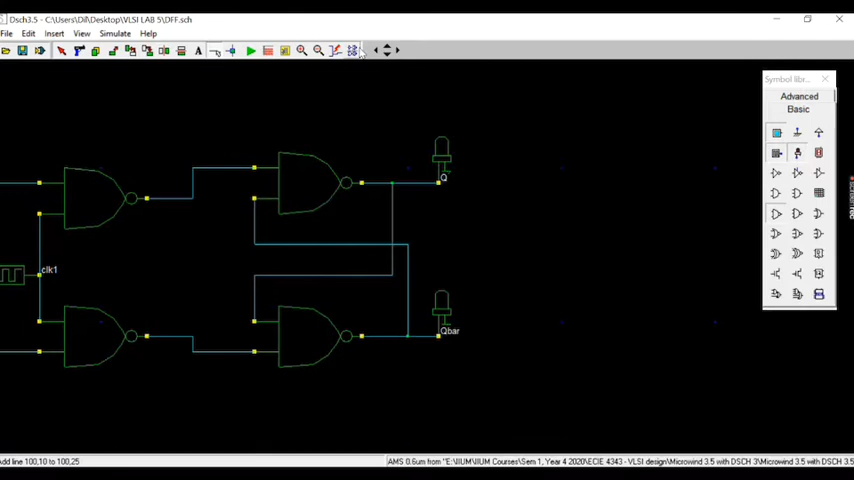 Dsch3.5 - C:\Users\Dil\Desktop\VLSI LAB 5\DFF.sch
File Edit Insert View Simulate Help
Symbol libr...
Advanced
Basic
Q
clk1
Qbar
Add line 100,10 to 100,25
AMS 0.6µm from "E:\IIUM\IIUM Courses\Sem 1, Year 4 2020\ECIE 4343 - VLSI design\Microwind 3.5 with DSCH 3\Microwind 3.5 with DSCH 3.5